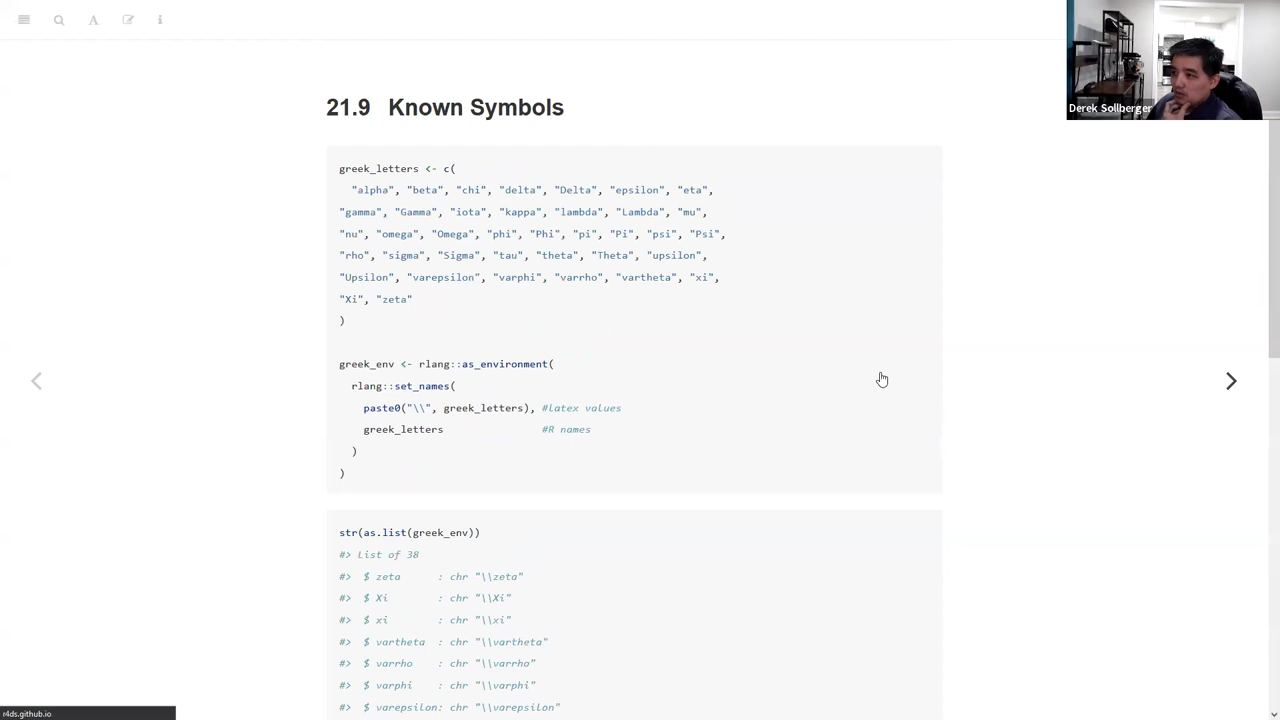 Derek Sollberger
21.9 Known Symbols
greek_letters <- c(
"alpha", "beta", "chi", "delta", "Delta", "epsilon", "eta",
"gamma", "Gamma", "iota", "kappa", "lambda", "Lambda", "mu",
"nu", "omega", "Omega", "phi", "Phi", "pi", "Pi", "psi", "Psi",
"rho", "sigma", "Sigma", "tau", "theta", "Theta", "upsilon",
"Upsilon", "varepsilon", "varphi", "varrho", "vartheta", "xi",
"Xi", "zeta"
)
greek_env <- rlang::as_environment(
rlang::set_names(
paste0("\\", greek_letters), #latex values
greek_letters #R names
)
)
str(as.list(greek_env))
#> List of 38
#> $ zeta : chr "\\zeta"
#> $ Xi : chr "\\Xi"
#> $ xi : chr "\\xi"
#> $ vartheta : chr "\\vartheta"
#> $ varrho : chr "\\varrho"
#> $ varphi : chr "\\varphi"
#> $ varepsilon: chr "\\varepsilon"
r4ds.github.io